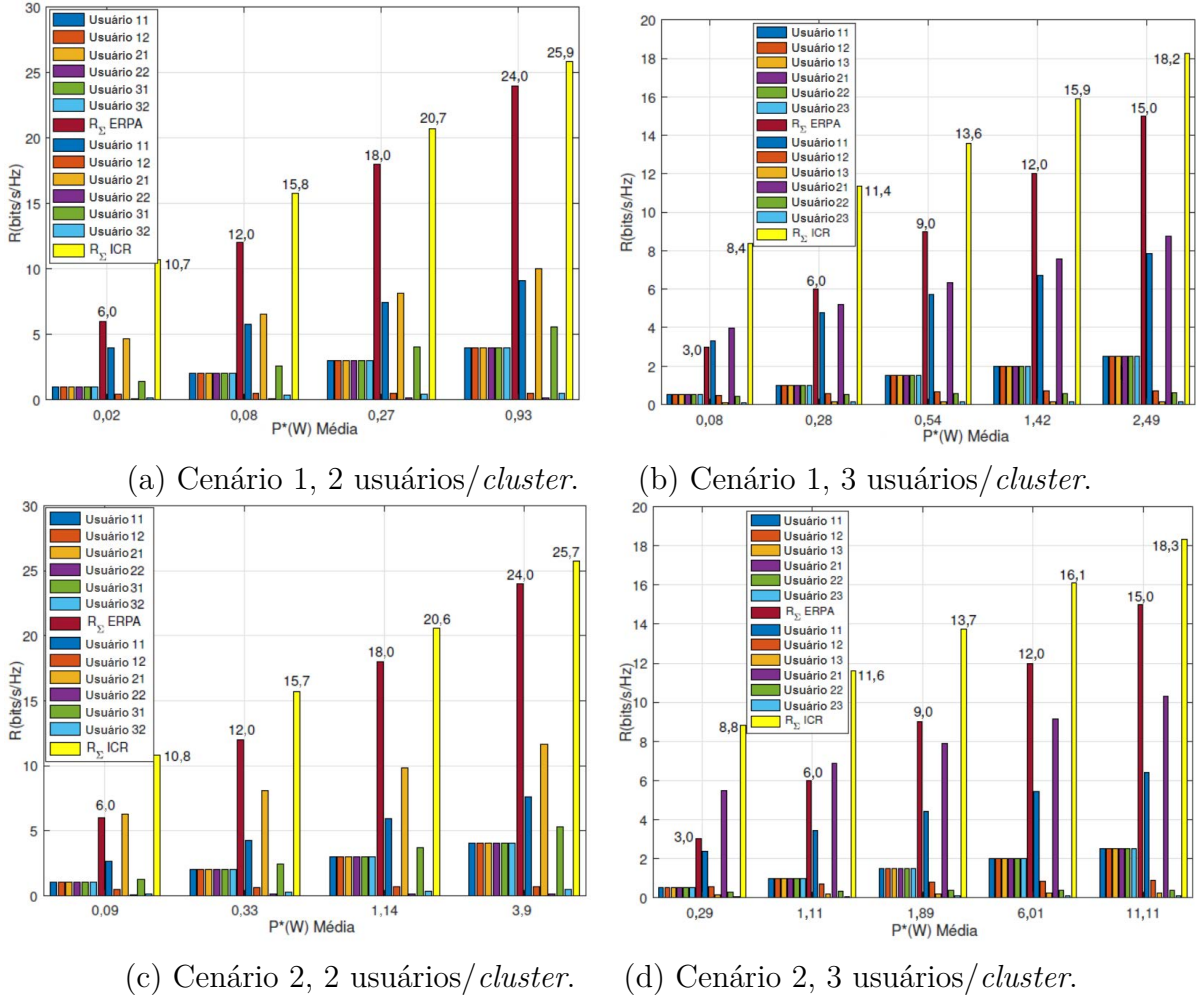 30
25
20
15
10
5
0
R(bits/s/Hz)
Usuário 11
Usuário 12
Usuário 21
Usuário 22
Usuário 31
Usuário 32
R_Σ ERPA
Usuário 11
Usuário 12
Usuário 21
Usuário 22
Usuário 31
Usuário 32
R_Σ ICR
6,0
10,7
12,0
15,8
18,0
20,7
24,0
25,9
0,02 0,08 0,27 0,93
P*(W) Média
(a) Cenário 1, 2 usuários/cluster.
20
18
16
14
12
10
8
6
4
2
0
R(bits/s/Hz)
Usuário 11
Usuário 12
Usuário 13
Usuário 21
Usuário 22
Usuário 23
R_Σ ERPA
Usuário 11
Usuário 12
Usuário 13
Usuário 21
Usuário 22
Usuário 23
R_Σ ICR
3,0
8,4
6,0
11,4
9,0
13,6
12,0
15,9
15,0
18,2
0,08 0,28 0,54 1,42 2,49
P*(W) Média
(b) Cenário 1, 3 usuários/cluster.
30
25
20
15
10
5
0
R(bits/s/Hz)
Usuário 11
Usuário 12
Usuário 21
Usuário 22
Usuário 31
Usuário 32
R_Σ ERPA
Usuário 11
Usuário 12
Usuário 21
Usuário 22
Usuário 31
Usuário 32
R_Σ ICR
6,0
10,8
12,0
15,7
18,0
20,6
24,0
25,7
0,09 0,33 1,14 3,9
P*(W) Média
(c) Cenário 2, 2 usuários/cluster.
20
18
16
14
12
10
8
6
4
2
0
R(bits/s/Hz)
Usuário 11
Usuário 12
Usuário 13
Usuário 21
Usuário 22
Usuário 23
R_Σ ERPA
Usuário 11
Usuário 12
Usuário 13
Usuário 21
Usuário 22
Usuário 23
R_Σ ICR
3,0
8,8
6,0
11,6
9,0
13,7
12,0
16,1
15,0
18,3
0,29 1,11 1,89 6,01 11,11
P*(W) Média
(d) Cenário 2, 3 usuários/cluster.